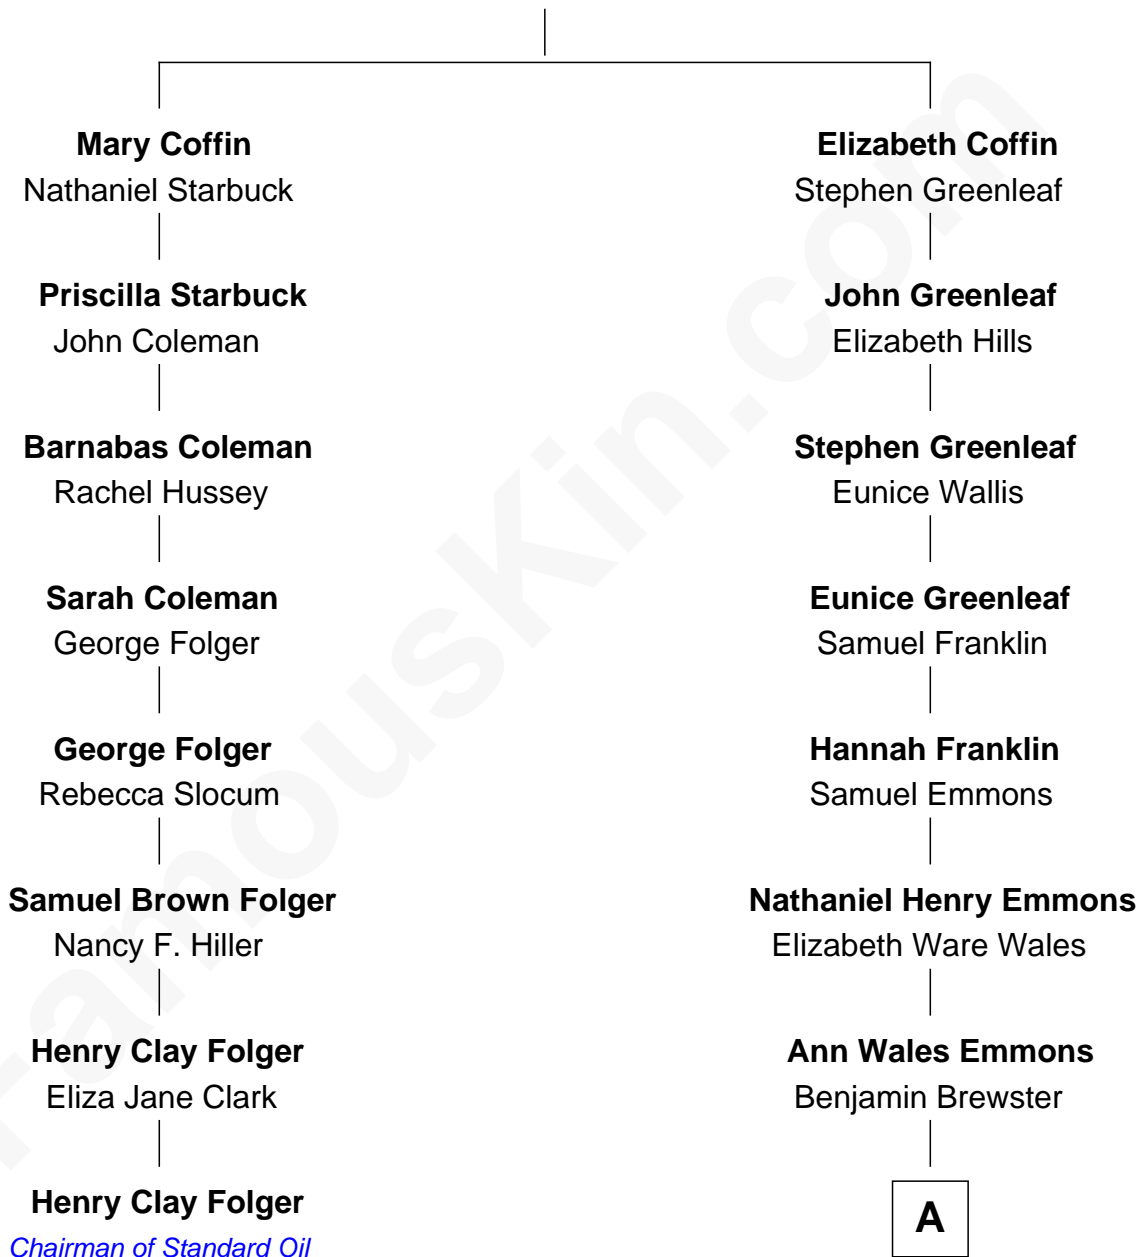 Mary Coffin
Nathaniel Starbuck
Elizabeth Coffin
Stephen Greenleaf
Priscilla Starbuck
John Coleman
John Greenleaf
Elizabeth Hills
Barnabas Coleman
Rachel Hussey
Stephen Greenleaf
Eunice Wallis
Sarah Coleman
George Folger
Eunice Greenleaf
Samuel Franklin
George Folger
Rebecca Slocum
Hannah Franklin
Samuel Emmons
Samuel Brown Folger
Nancy F. Hiller
Nathaniel Henry Emmons
Elizabeth Ware Wales
Henry Clay Folger
Eliza Jane Clark
Ann Wales Emmons
Benjamin Brewster
Henry Clay Folger
Chairman of Standard Oil
A
FamousKin.com